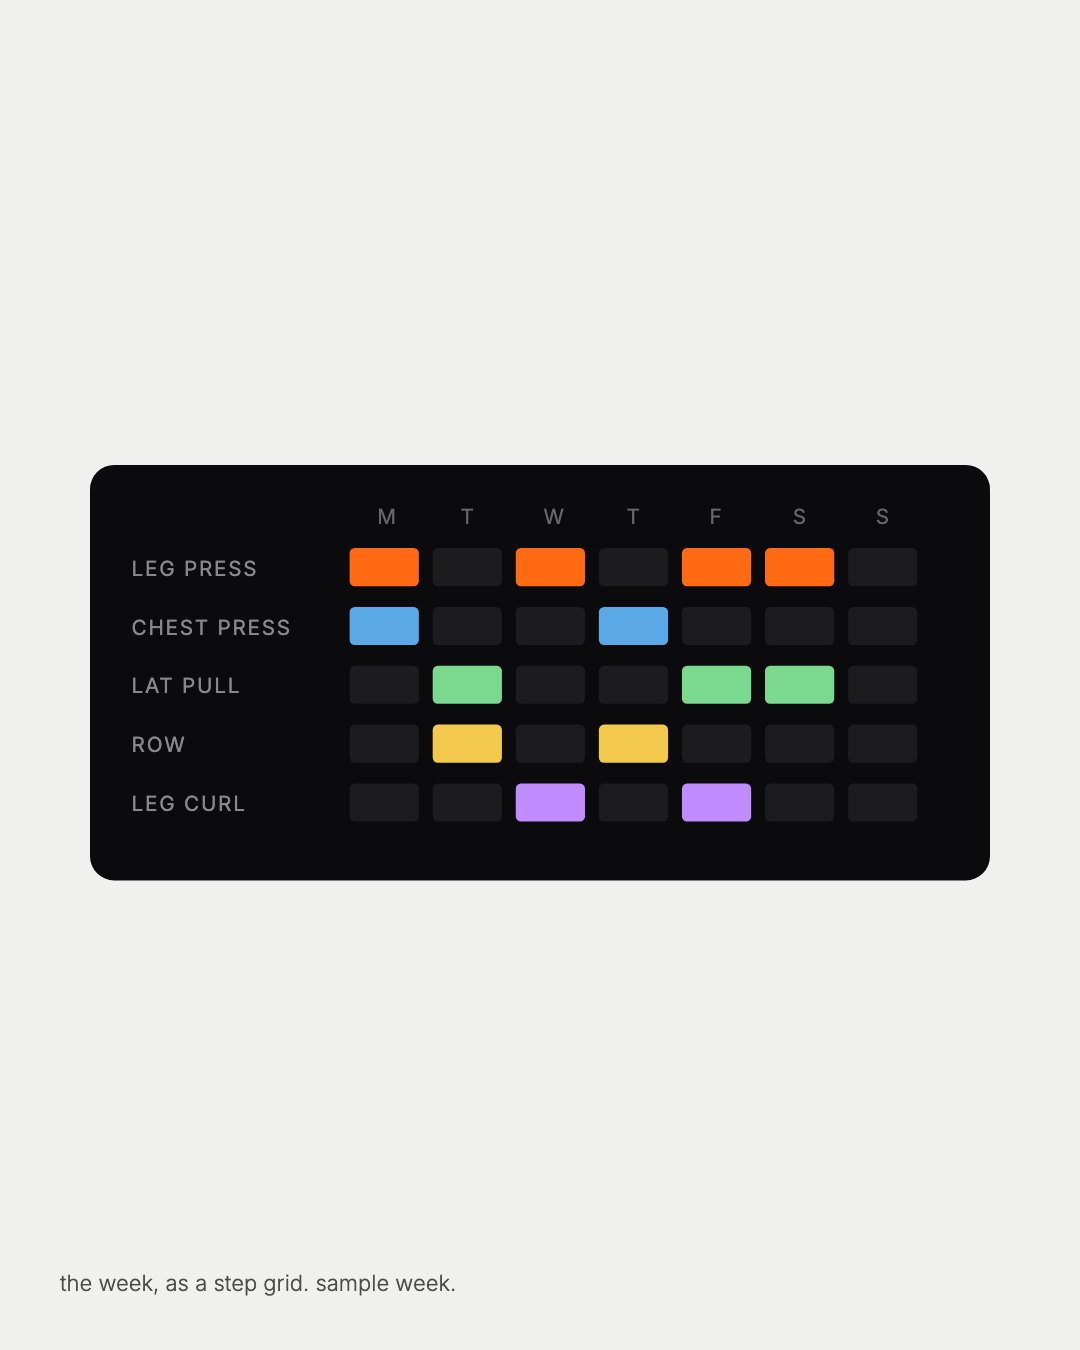 M T W T F S S
LEG PRESS
CHEST PRESS
LAT PULL
ROW
LEG CURL
the week, as a step grid. sample week.